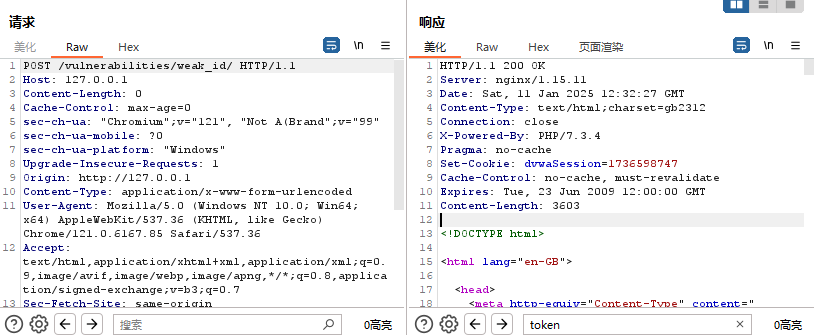 请求
美化 Raw Hex \n
1 POST /vulnerabilities/weak_id/ HTTP/1.1
2 Host: 127.0.0.1
3 Content-Length: 0
4 Cache-Control: max-age=0
5 sec-ch-ua: "Chromium";v="121", "Not A(Brand";v="99"
6 sec-ch-ua-mobile: ?0
7 sec-ch-ua-platform: "Windows"
8 Upgrade-Insecure-Requests: 1
9 Origin: http://127.0.0.1
10 Content-Type: application/x-www-form-urlencoded
11 User-Agent: Mozilla/5.0 (Windows NT 10.0; Win64;
x64) AppleWebKit/537.36 (KHTML, like Gecko)
Chrome/121.0.6167.85 Safari/537.36
12 Accept:
text/html,application/xhtml+xml,application/xml;q=0.
9,image/avif,image/webp,image/apng,*/*;q=0.8,applica
tion/signed-exchange;v=b3;q=0.7
13 Sec-Fetch-Site: same-origin
搜索 0高亮
响应
美化 Raw Hex 页面渲染 \n
1 HTTP/1.1 200 OK
2 Server: nginx/1.15.11
3 Date: Sat, 11 Jan 2025 12:32:27 GMT
4 Content-Type: text/html;charset=gb2312
5 Connection: close
6 X-Powered-By: PHP/7.3.4
7 Pragma: no-cache
8 Set-Cookie: dvwaSession=1736598747
9 Cache-Control: no-cache, must-revalidate
10 Expires: Tue, 23 Jun 2009 12:00:00 GMT
11 Content-Length: 3603
12
13 <!DOCTYPE html>
14
15 <html lang="en-GB">
16
17 <head>
18 <meta http-equiv="Content-Type" content="
token 0高亮